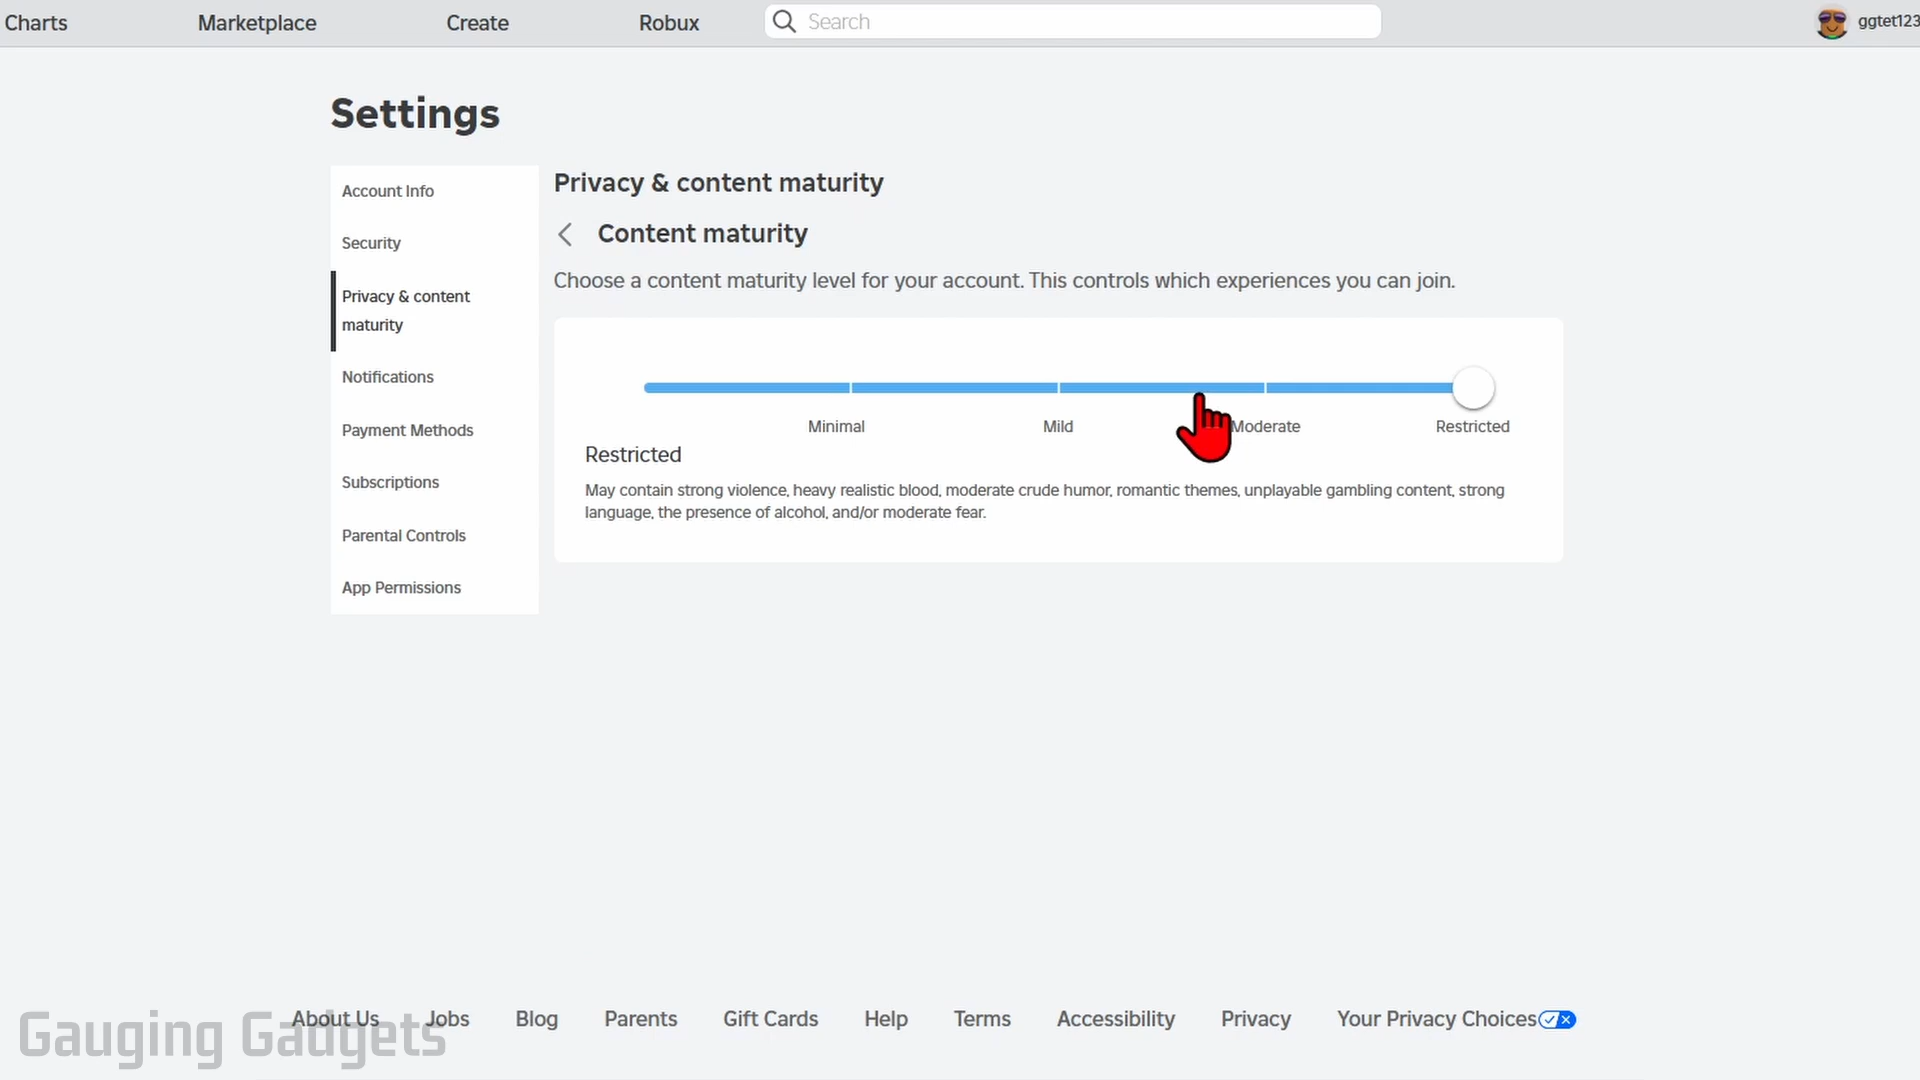 Charts
Marketplace
Create
Robux
Search
ggtet123
Settings
Account Info
Security
Privacy & content
maturity
Notifications
Payment Methods
Subscriptions
Parental Controls
App Permissions
Privacy & content maturity
Content maturity
Choose a content maturity level for your account. This controls which experiences you can join.
Minimal
Mild
Moderate
Restricted
Restricted
May contain strong violence, heavy realistic blood, moderate crude humor, romantic themes, unplayable gambling content, strong
language, the presence of alcohol, and/or moderate fear.
About Us
Jobs
Blog
Parents
Gift Cards
Help
Terms
Accessibility
Privacy
Your Privacy Choices
Gauging Gadgets